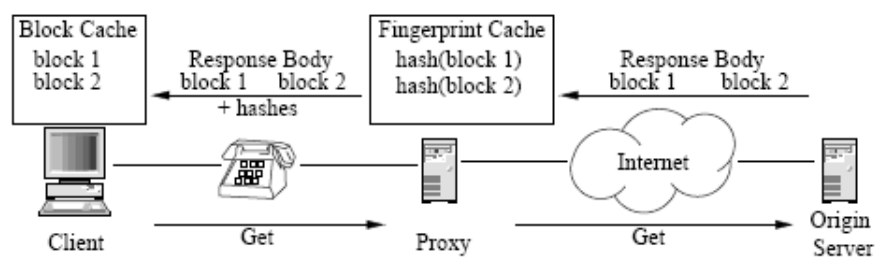 Block Cache
block 1
block 2
Response Body
block 1 block 2
+ hashes
Fingerprint Cache
hash(block 1)
hash(block 2)
Response Body
block 1 block 2
Internet
Client
Get
Proxy
Get
Origin
Server